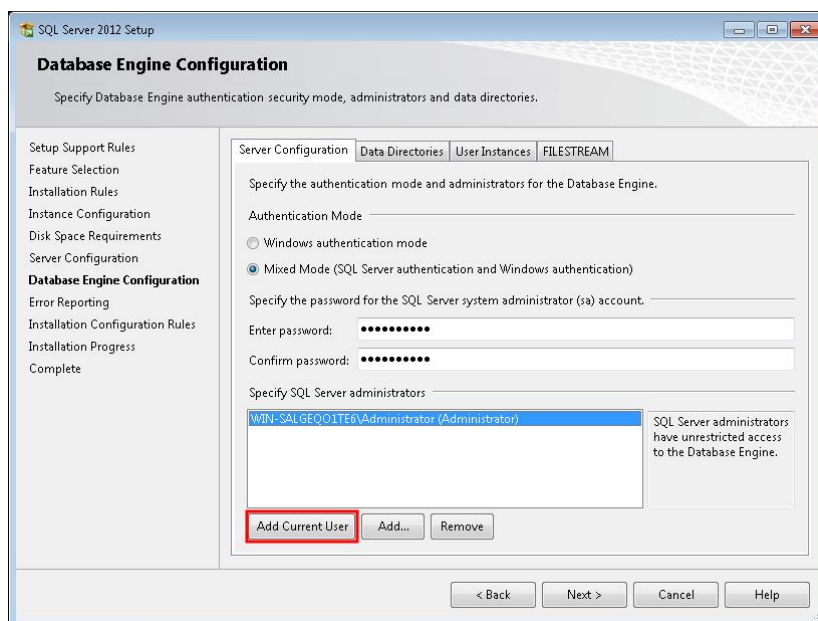 SQL Server 2012 Setup
Database Engine Configuration
Specify Database Engine authentication security mode, administrators and data directories.
Setup Support Rules
Feature Selection
Installation Rules
Instance Configuration
Disk Space Requirements
Server Configuration
Database Engine Configuration
Error Reporting
Installation Configuration Rules
Installation Progress
Complete
Server Configuration Data Directories User Instances FILESTREAM
Specify the authentication mode and administrators for the Database Engine.
Authentication Mode
Windows authentication mode
Mixed Mode (SQL Server authentication and Windows authentication)
Specify the password for the SQL Server system administrator (sa) account.
Enter password: ●●●●●●●●●●
Confirm password: ●●●●●●●●●●
Specify SQL Server administrators
WIN-SALGEQO1TE6\Administrator (Administrator)
SQL Server administrators
have unrestricted access
to the Database Engine.
Add Current User Add... Remove
< Back Next > Cancel Help